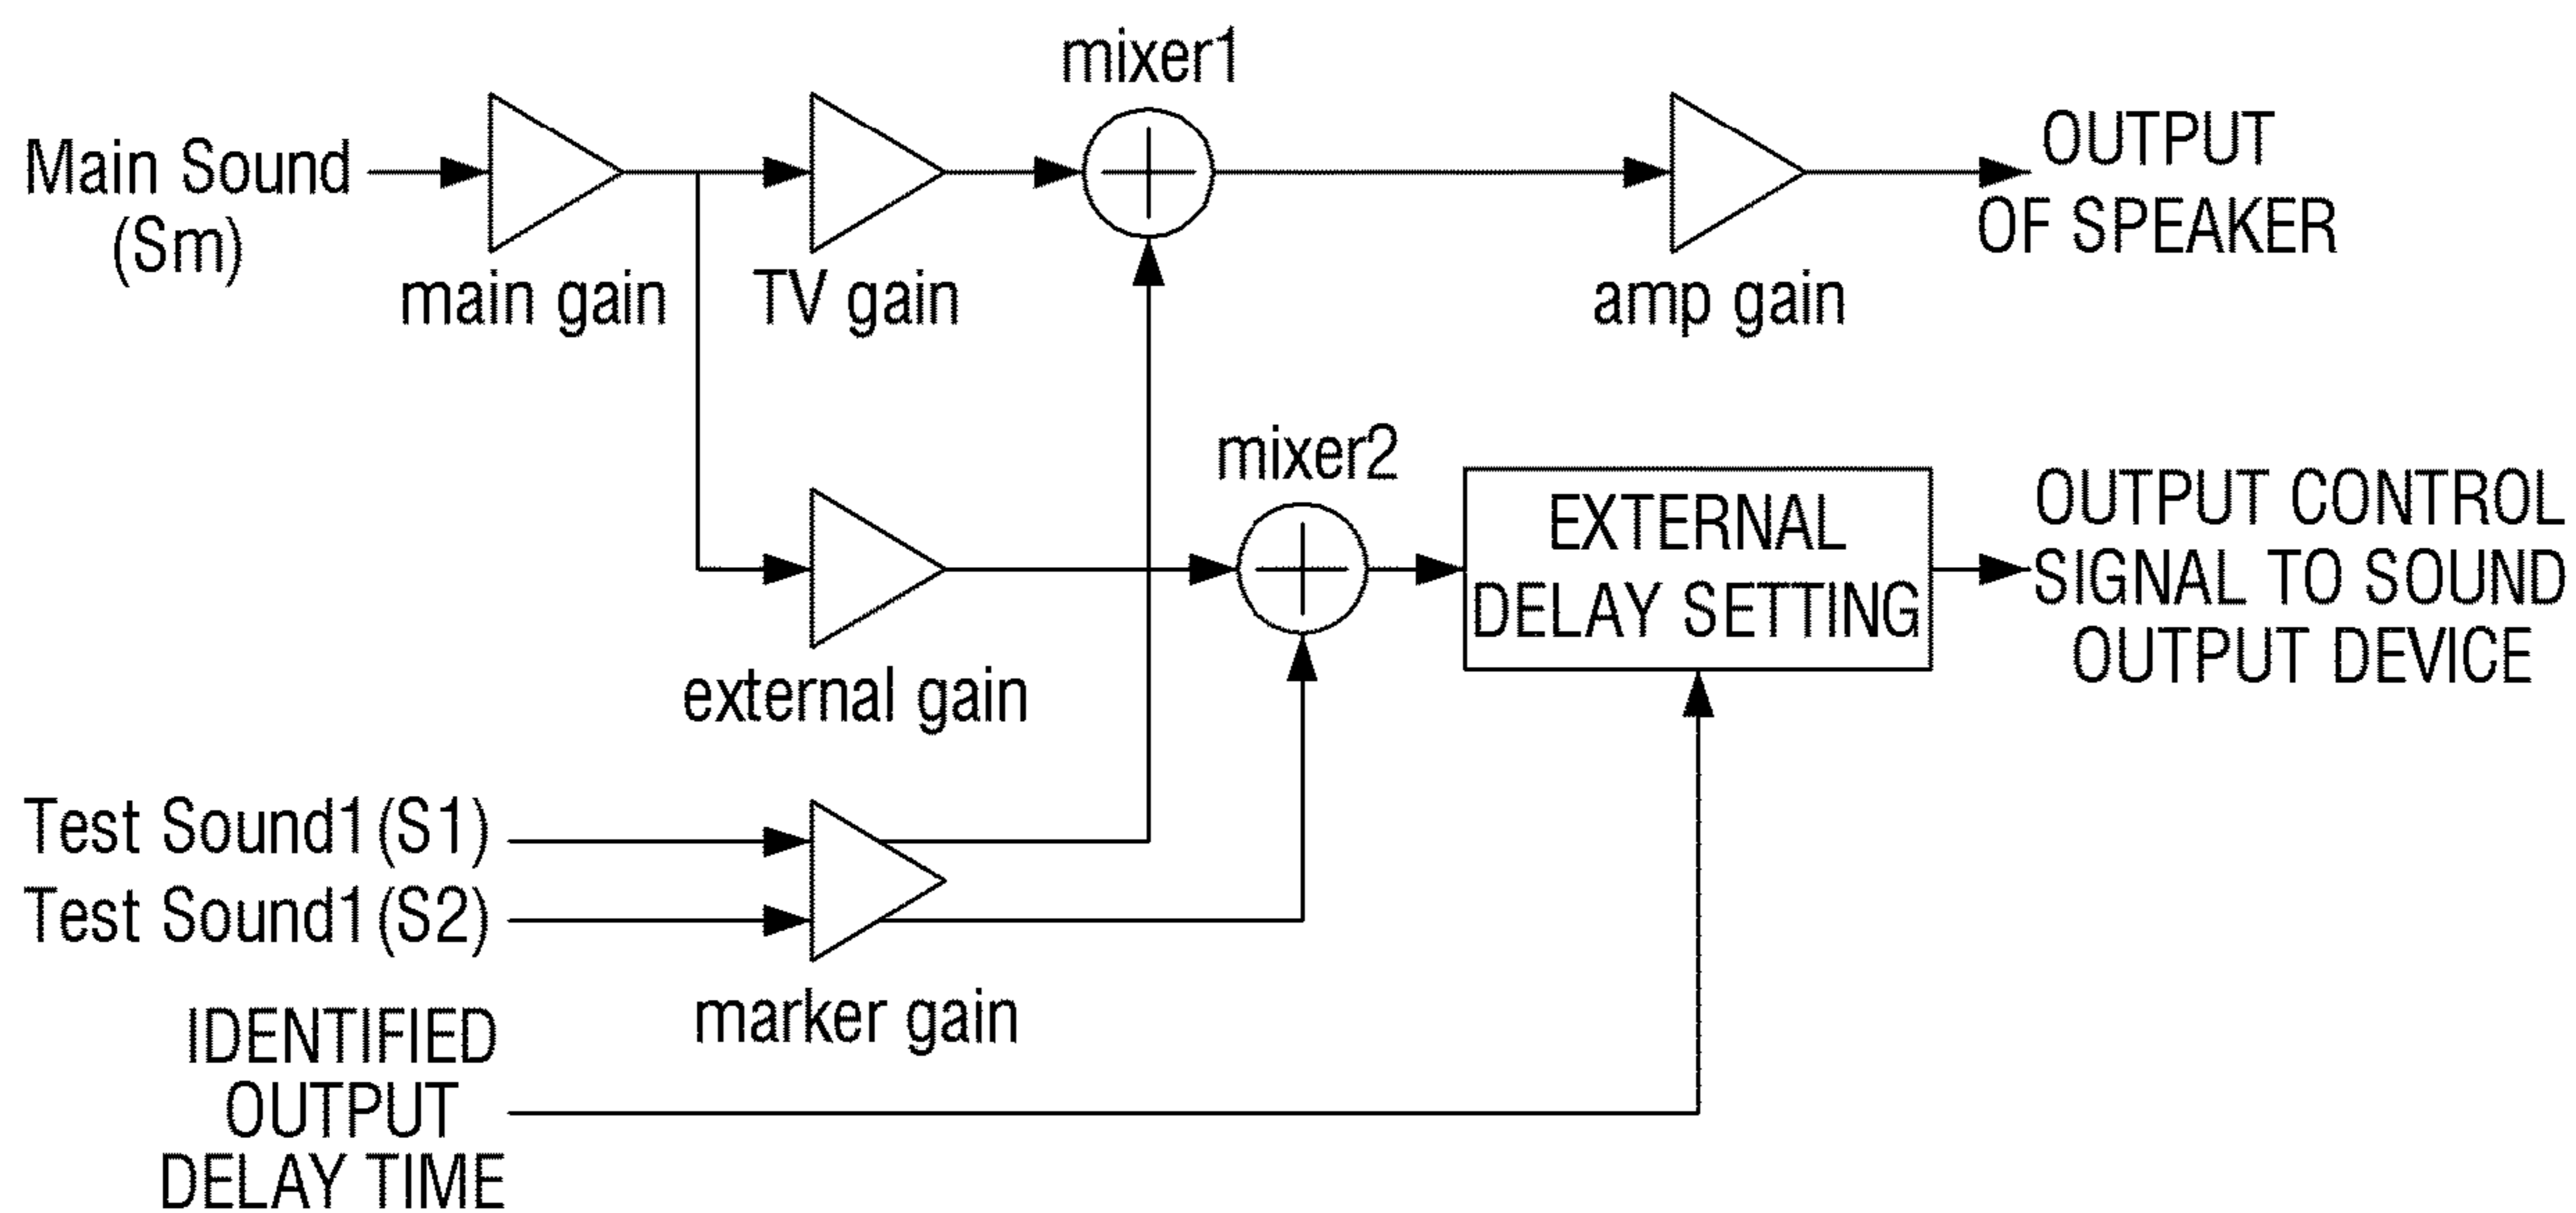 mixer1
Main Sound
(Sm)
main gain
TV gain
amp gain
OUTPUT
OF SPEAKER
mixer2
external gain
EXTERNAL
DELAY SETTING
OUTPUT CONTROL
SIGNAL TO SOUND
OUTPUT DEVICE
Test Sound1(S1)
Test Sound1(S2)
marker gain
IDENTIFIED
OUTPUT
DELAY TIME